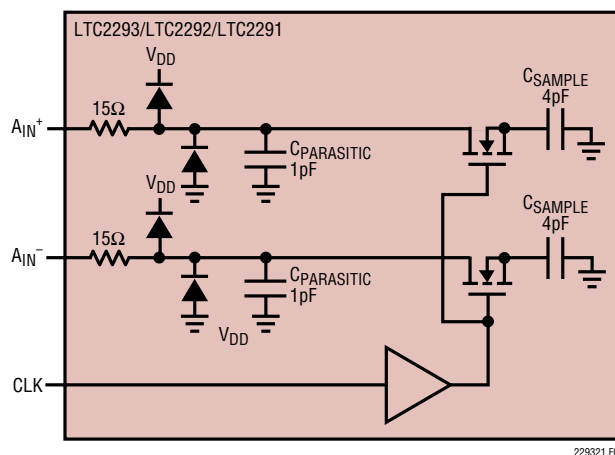 LTC2293/LTC2292/LTC2291
VDD
CSAMPLE
4pF
15Ω
AIN+
CPARASITIC
1pF
VDD
CSAMPLE
4pF
15Ω
AIN–
CPARASITIC
1pF
VDD
CLK
229321